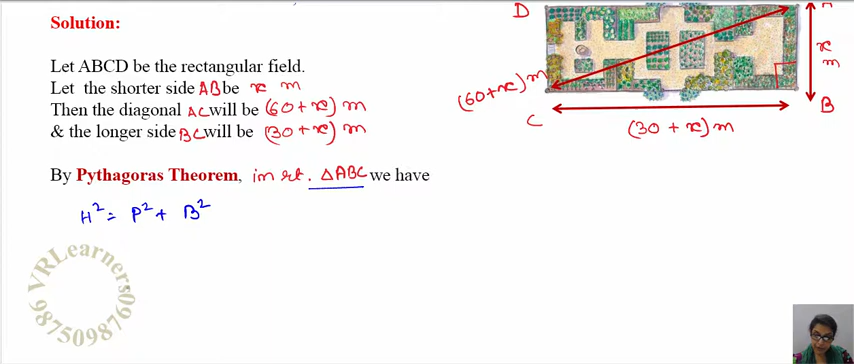 Solution:
D
A
Let ABCD be the rectangular field.
Let the shorter side AB be x m
x m
(60+x) m
Then the diagonal AC will be (60+x) m
& the longer side BC will be (30+x) m
C
B
(30 + x) m
By Pythagoras Theorem, in rt. △ABC we have
H² = P² + B²
VRLearners
9875098760